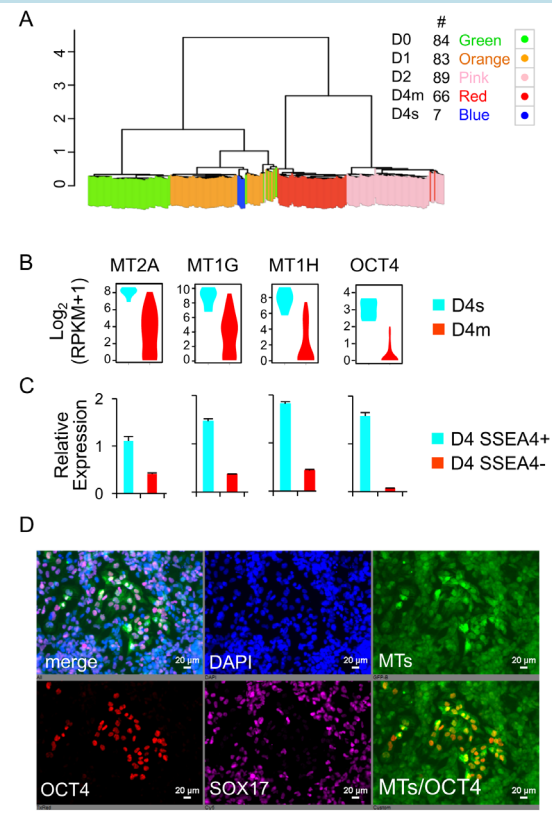 A
#
D0 84 Green
D1 83 Orange
D2 89 Pink
D4m 66 Red
D4s 7 Blue
4
3
2
1
0
B
MT2A MT1G MT1H OCT4
Log2
(RPKM+1)
8
6
4
2
0
10
8
6
4
2
0
8
6
4
2
0
4
3
2
1
0
D4s
D4m
C
Relative
Expression
2
1
0
D4 SSEA4+
D4 SSEA4-
D
merge 20 μm
DAPI 20 μm
MTs 20 μm
OCT4 20 μm
SOX17 20 μm
MTs/OCT4 20 μm